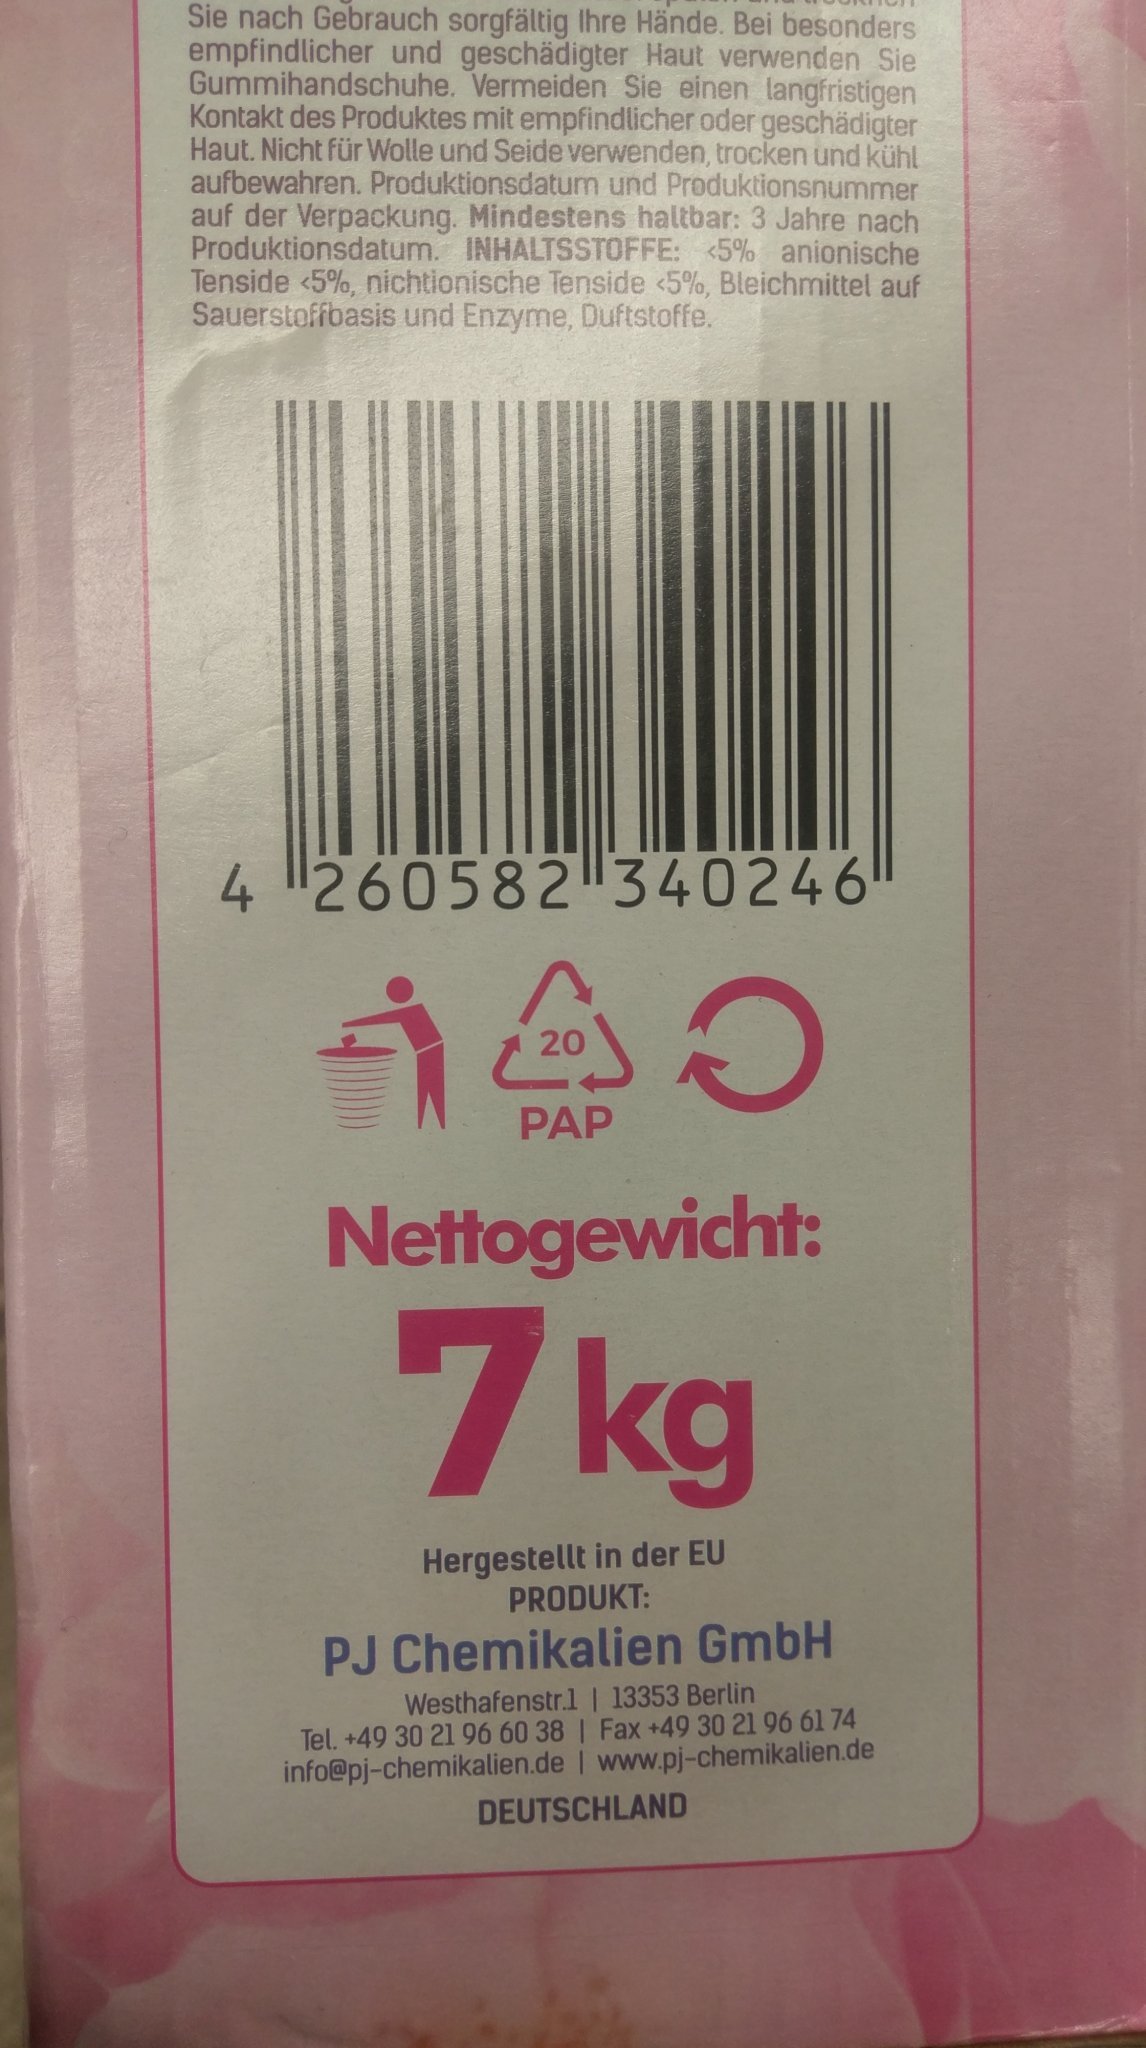 Sie nach Gebrauch sorgfältig Ihre Hände. Bei besonders
empfindlicher und geschädigter Haut verwenden Sie
Gummihandschuhe. Vermeiden Sie einen langfristigen
Kontakt des Produktes mit empfindlicher oder geschädigter
Haut. Nicht für Wolle und Seide verwenden, trocken und kühl
aufbewahren. Produktionsdatum und Produktionsnummer
auf der Verpackung. Mindestens haltbar: 3 Jahre nach
Produktionsdatum. INHALTSSTOFFE: <5% anionische
Tenside <5%, nichtionische Tenside <5%, Bleichmittel auf
Sauerstoffbasis und Enzyme, Duftstoffe.
4 260582 340246
20
PAP
Nettogewicht:
7 kg
Hergestellt in der EU
PRODUKT:
PJ Chemikalien GmbH
Westhafenstr.1 | 13353 Berlin
Tel. +49 30 21 96 60 38 | Fax +49 30 21 96 61 74
info@pj-chemikalien.de | www.pj-chemikalien.de
DEUTSCHLAND